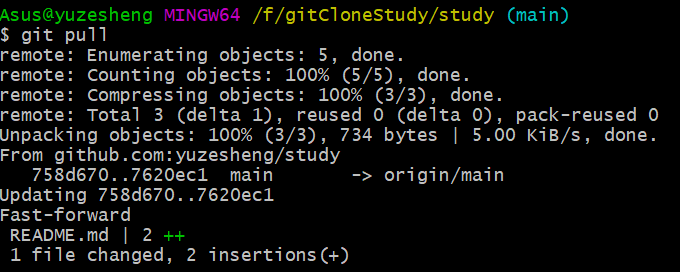 Asus@yuzesheng MINGW64 /f/gitCloneStudy/study (main)
$ git pull
remote: Enumerating objects: 5, done.
remote: Counting objects: 100% (5/5), done.
remote: Compressing objects: 100% (3/3), done.
remote: Total 3 (delta 1), reused 0 (delta 0), pack-reused 0
Unpacking objects: 100% (3/3), 734 bytes | 5.00 KiB/s, done.
From github.com:yuzesheng/study
   758d670..7620ec1  main       -> origin/main
Updating 758d670..7620ec1
Fast-forward
 README.md | 2 ++
 1 file changed, 2 insertions(+)